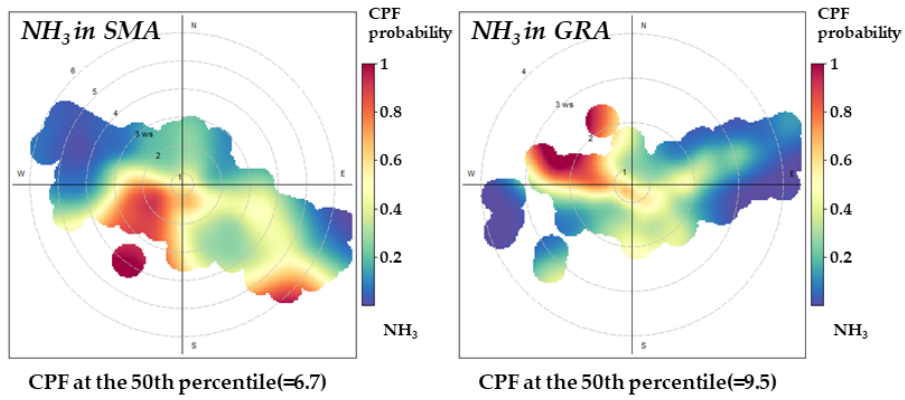 NH3 in SMA
CPF
probability
N
6
5
4
3 ws
2
1
W
E
S
1
0.8
0.6
0.4
0.2
NH3
CPF at the 50th percentile(=6.7)
NH3 in GRA
CPF
probability
N
4
3 ws
2
1
W
E
S
1
0.8
0.6
0.4
0.2
NH3
CPF at the 50th percentile(=9.5)